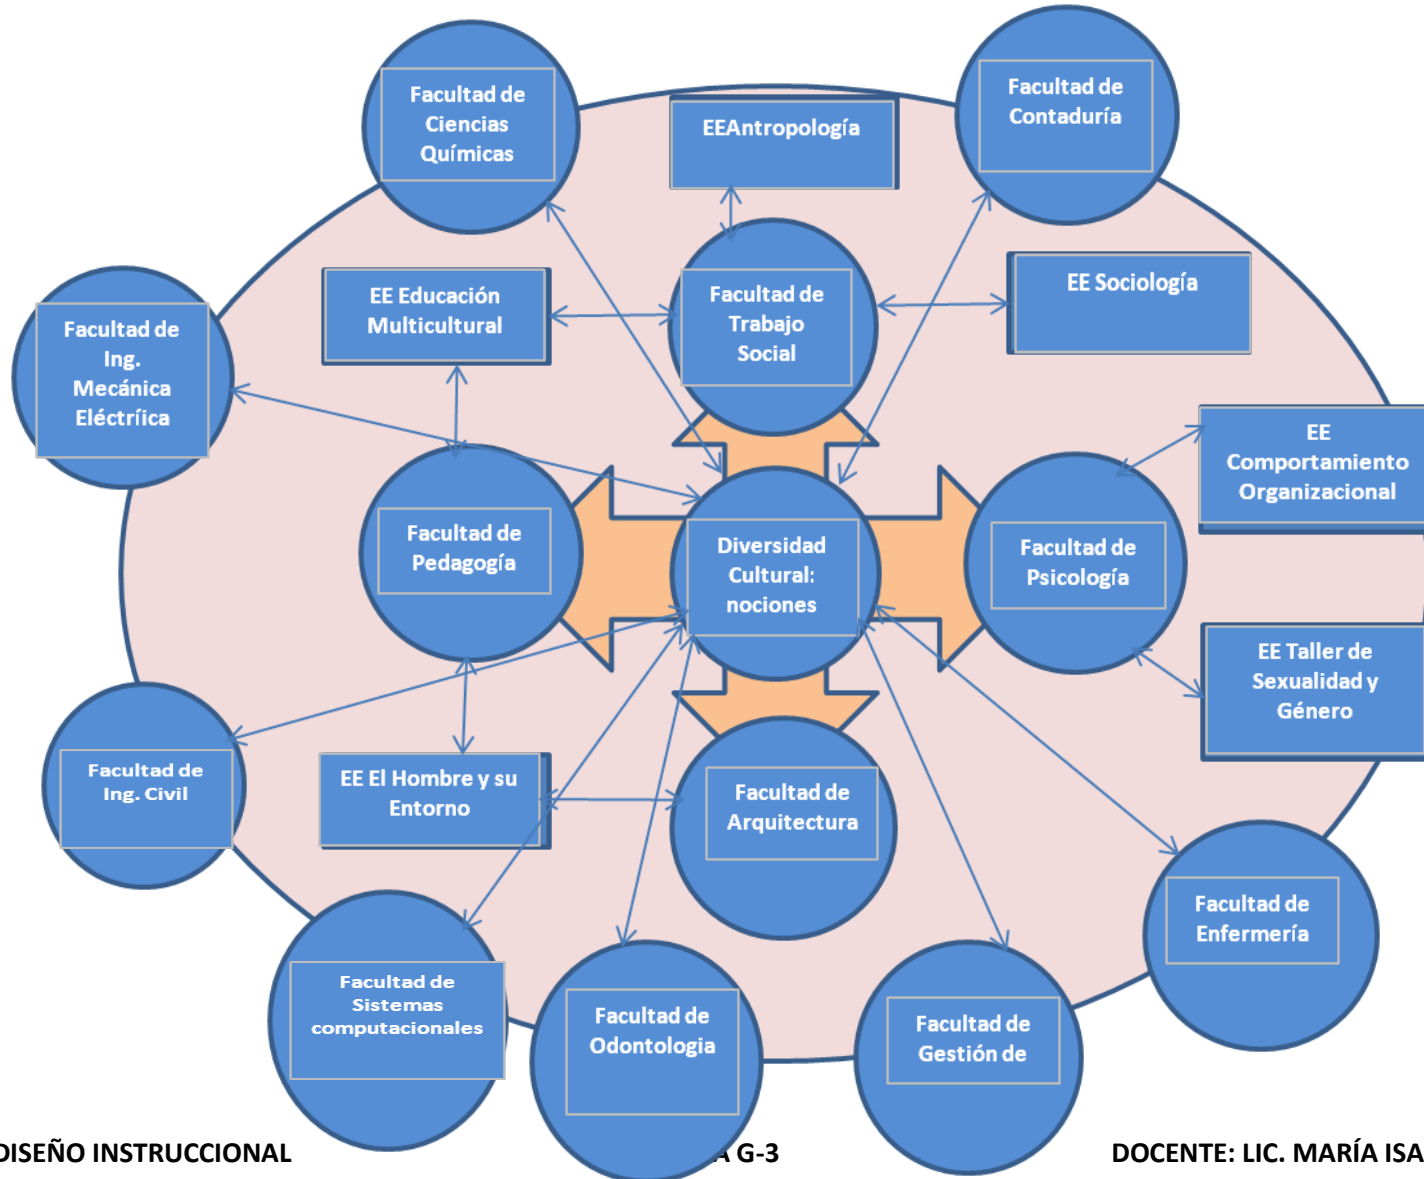 Facultad de
Ciencias
Químicas
EEAntropología
Facultad de
Contaduría
EE Educación
Multicultural
Facultad de
Trabajo
Social
EE Sociología
Facultad de
Ing.
Mecánica
Eléctríica
EE
Comportamiento
Organizacional
Facultad de
Pedagogía
Diversidad
Cultural:
nociones
Facultad de
Psicología
EE Taller de
Sexualidad y
Género
Facultad de
Ing. Civil
EE El Hombre y su
Entorno
Facultad de
Arquitectura
Facultad de
Enfermería
Facultad de
Sistemas
computacionales
Facultad de
Odontologia
Facultad de
Gestión de
DISEÑO INSTRUCCIONAL
G-3
DOCENTE: LIC. MARÍA ISA